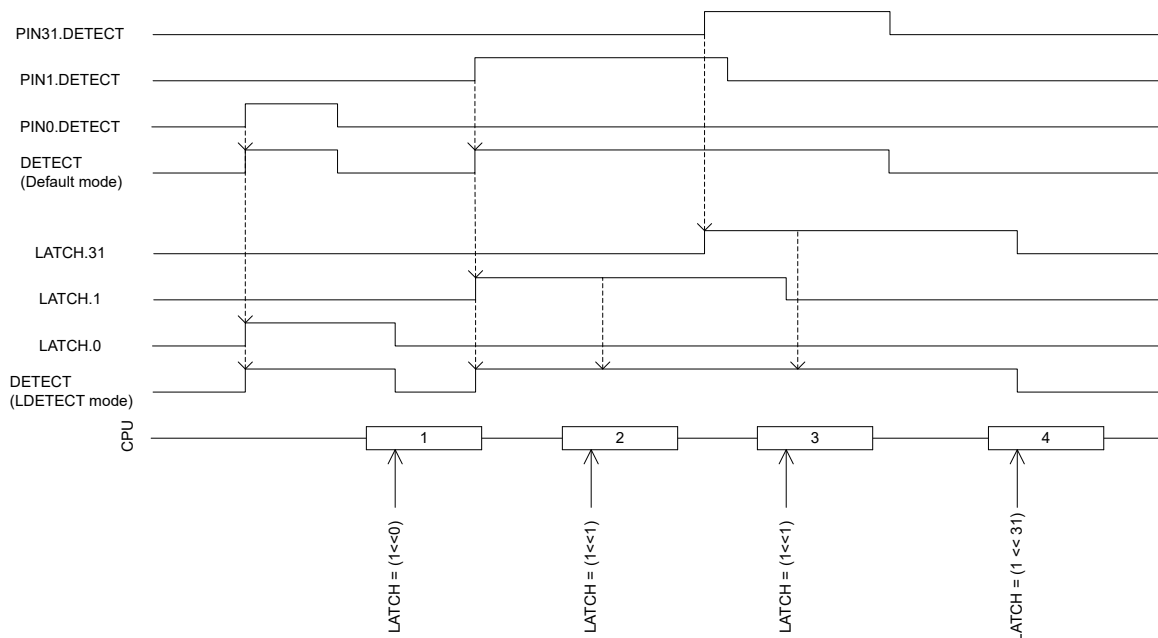 PIN31.DETECT
PIN1.DETECT
PIN0.DETECT
DETECT
(Default mode)
LATCH.31
LATCH.1
LATCH.0
DETECT
(LDETECT mode)
CPU
1
2
3
4
LATCH = (1<<0)
LATCH = (1<<1)
LATCH = (1<<1)
LATCH = (1 << 31)